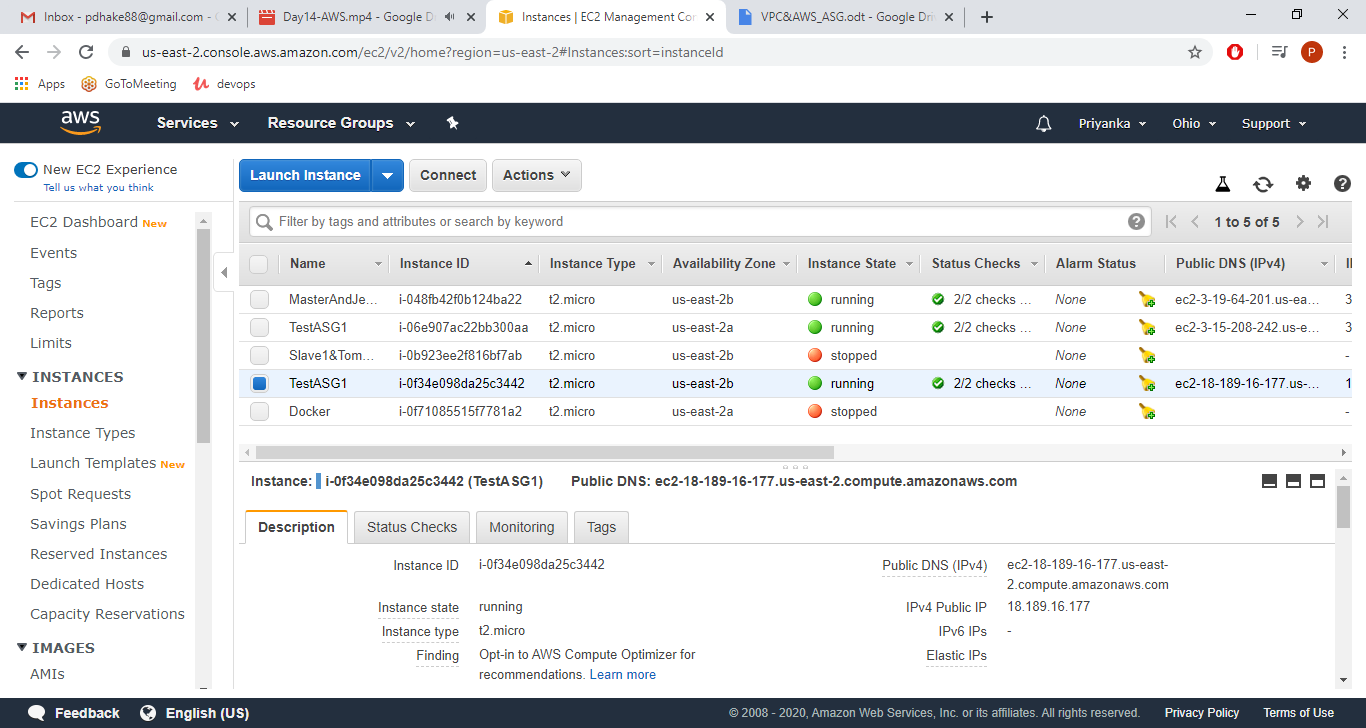 Inbox - pdhake88@gmail.com - G
Day14-AWS.mp4 - Google Dr
Instances | EC2 Management Con
VPC&AWS_ASG.odt - Google Driv
us-east-2.console.aws.amazon.com/ec2/v2/home?region=us-east-2#Instances:sort=instanceId
P
Apps GoToMeeting devops
aws Services Resource Groups Priyanka Ohio Support
New EC2 Experience
Tell us what you think
EC2 Dashboard New
Events
Tags
Reports
Limits
INSTANCES
Instances
Instance Types
Launch Templates New
Spot Requests
Savings Plans
Reserved Instances
Dedicated Hosts
Capacity Reservations
IMAGES
AMIs
Launch Instance Connect Actions
Filter by tags and attributes or search by keyword
1 to 5 of 5
Name Instance ID Instance Type Availability Zone Instance State Status Checks Alarm Status Public DNS (IPv4)
MasterAndJe... i-048fb42f0b124ba22 t2.micro us-east-2b running 2/2 checks ... None ec2-3-19-64-201.us-ea... 3
TestASG1 i-06e907ac22bb300aa t2.micro us-east-2a running 2/2 checks ... None ec2-3-15-208-242.us-e... 3
Slave1&Tom... i-0b923ee2f816bf7ab t2.micro us-east-2b stopped None -
TestASG1 i-0f34e098da25c3442 t2.micro us-east-2b running 2/2 checks ... None ec2-18-189-16-177.us-... 1
Docker i-0f71085515f7781a2 t2.micro us-east-2a stopped None -
Instance: i-0f34e098da25c3442 (TestASG1) Public DNS: ec2-18-189-16-177.us-east-2.compute.amazonaws.com
Description Status Checks Monitoring Tags
Instance ID i-0f34e098da25c3442
Instance state running
Instance type t2.micro
Finding Opt-in to AWS Compute Optimizer for
recommendations. Learn more
Public DNS (IPv4) ec2-18-189-16-177.us-east-
2.compute.amazonaws.com
IPv4 Public IP 18.189.16.177
IPv6 IPs -
Elastic IPs
Feedback English (US) © 2008 - 2020, Amazon Web Services, Inc. or its affiliates. All rights reserved. Privacy Policy Terms of Use